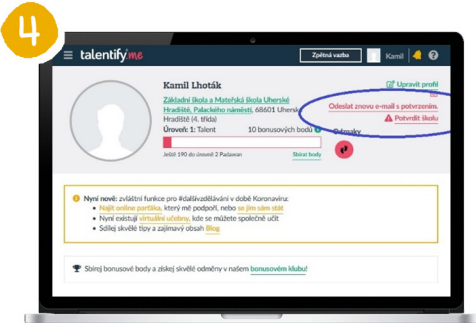 4
talentify.me
Zpětná vazba
Kamil
Kamil Lhoták
Upravit profil
Základní škola a Mateřská škola Uherské
Hradiště, Palackého náměstí, 68601 Uherské
Hradiště (4. třída)
Odeslat znovu e-mail s potvrzením.
Potvrdit školu
Úroveň: 1: Talent
10 bonusových bodů
Odznaky
Ještě 190 do úrovně 2 Padawan
Sbírat body
Nyní nově: zvláštní funkce pro #dalšívzdělávání v době Koronaviru:
Najít online parťáka, který mě podpoří, nebo se jím sám stát
Nyní existují virtuální učebny, kde se můžete společně učit
Sdílej skvělé tipy a zajímavý obsah Blog
Sbírej bonusové body a získej skvělé odměny v našem bonusovém klubu!